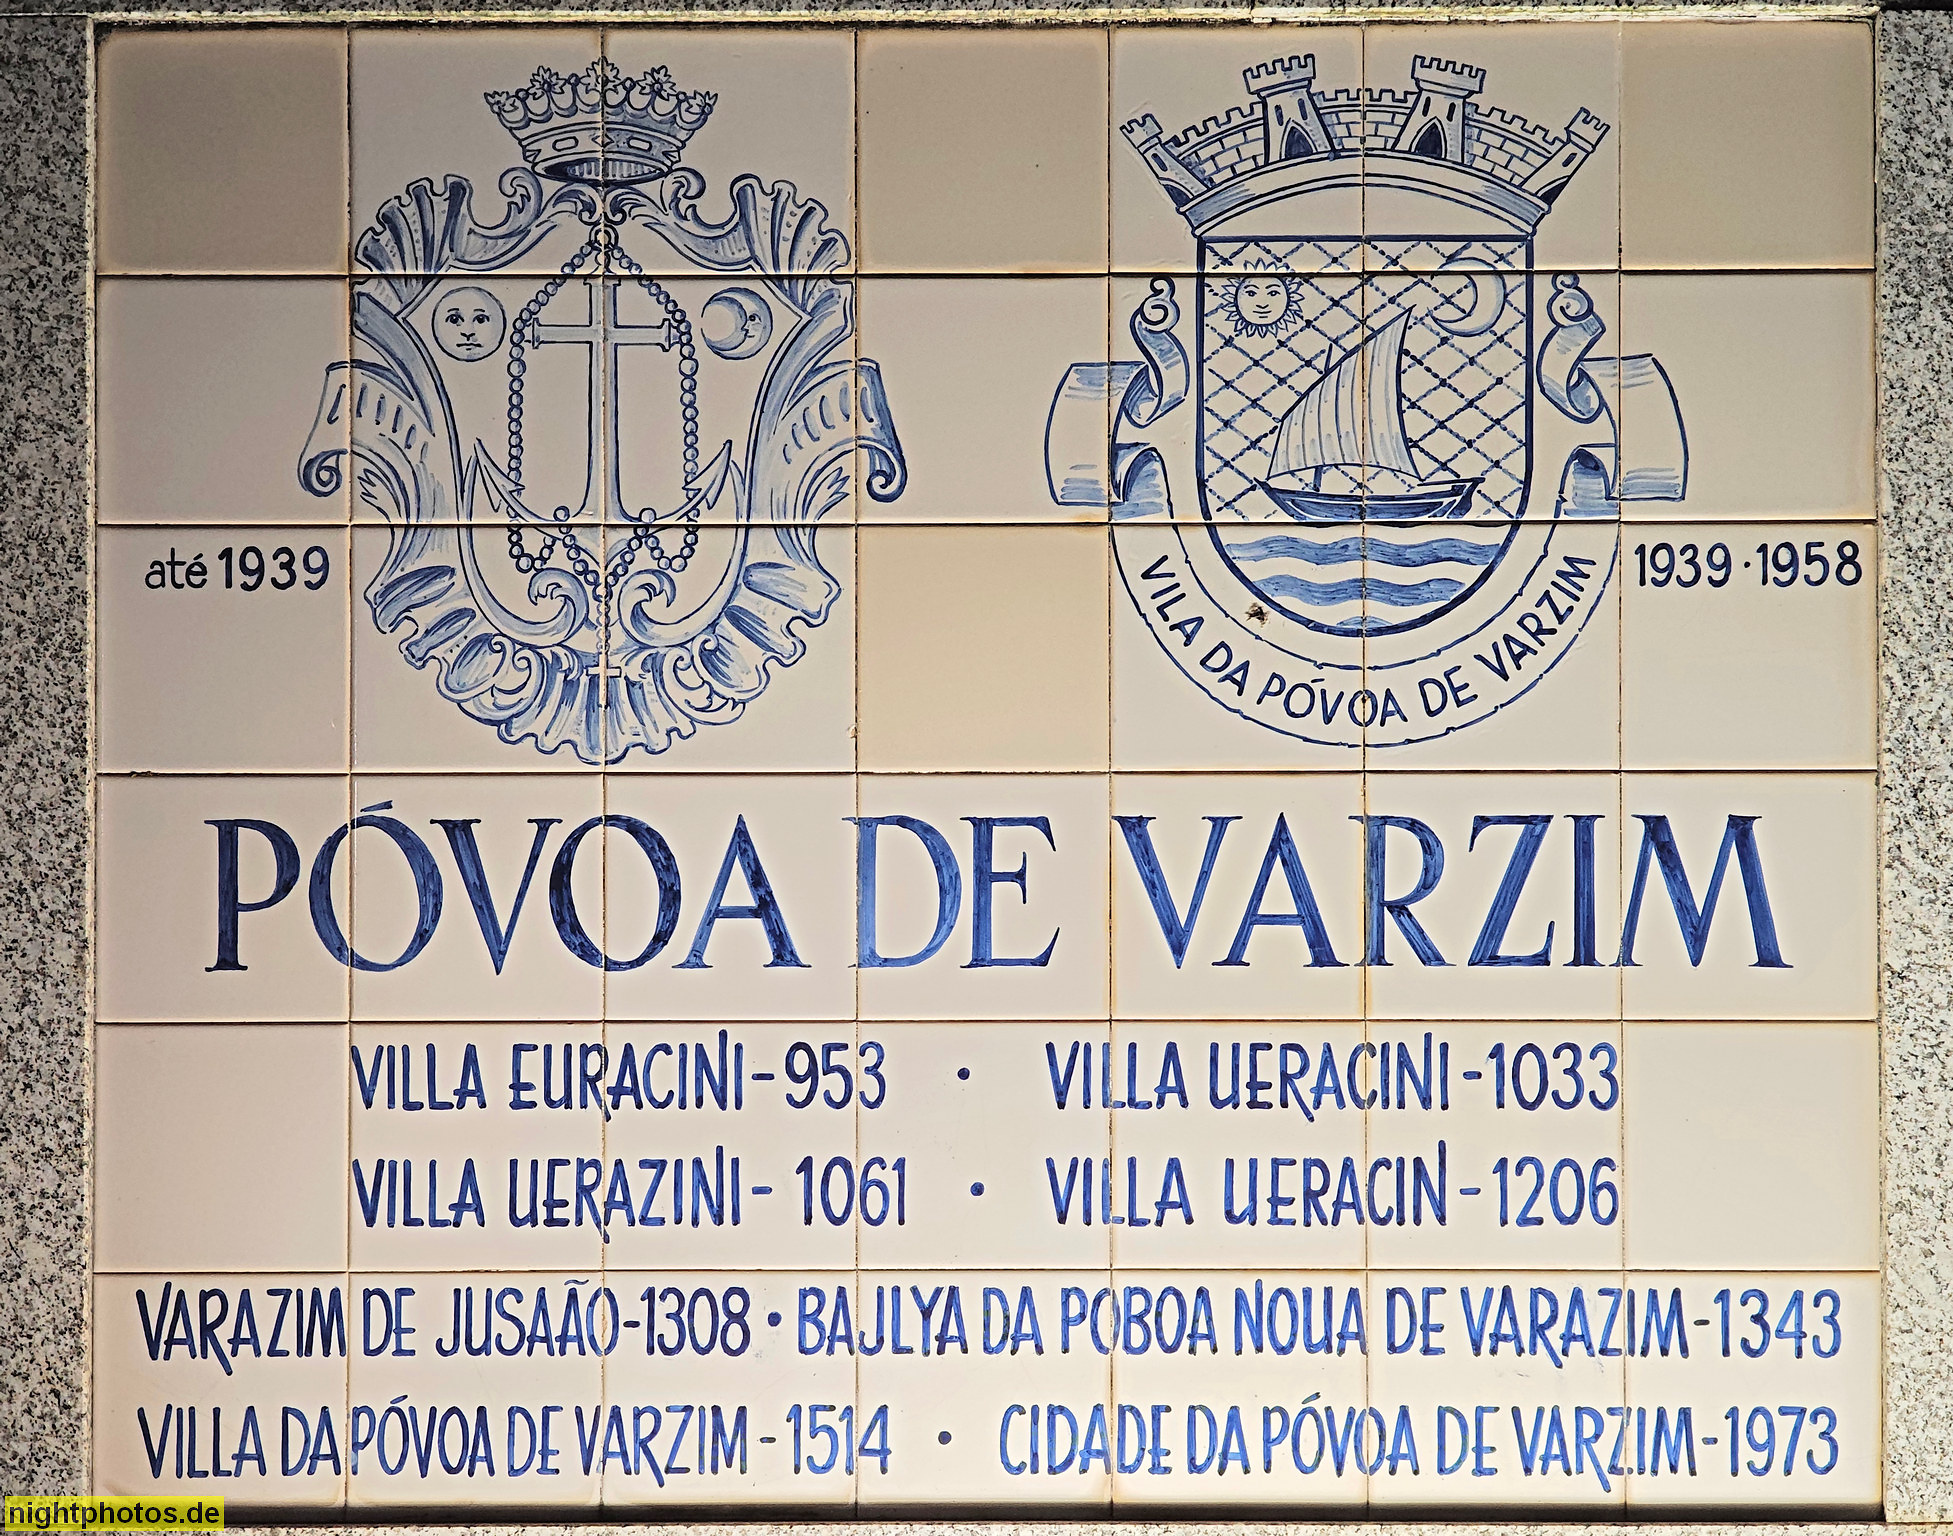 até 1939
1939·1958
VILA DA PÓVOA DE VARZIM
PÓVOA DE VARZIM
VILLA EURACINI-953 · VILLA UERACINI-1033
VILLA UERAZINI-1061 · VILLA UERACIN-1206
VARAZIM DE JUSAÃO-1308·BAJLYA DA POBOA NOUA DE VARAZIM-1343
VILLA DA PÓVOA DE VARZIM-1514 · CIDADE DA PÓVOA DE VARZIM-1973
nightphotos.de